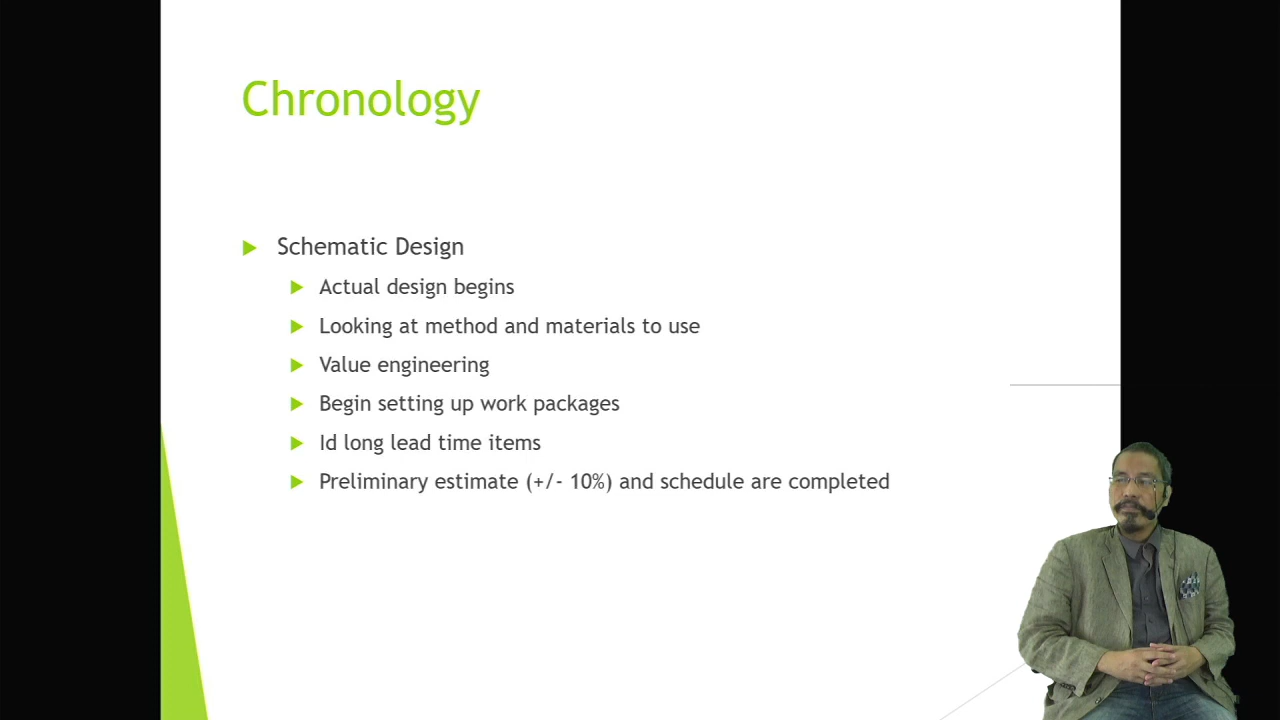 Chronology
Schematic Design
Actual design begins
Looking at method and materials to use
Value engineering
Begin setting up work packages
Id long lead time items
Preliminary estimate (+/- 10%) and schedule are completed